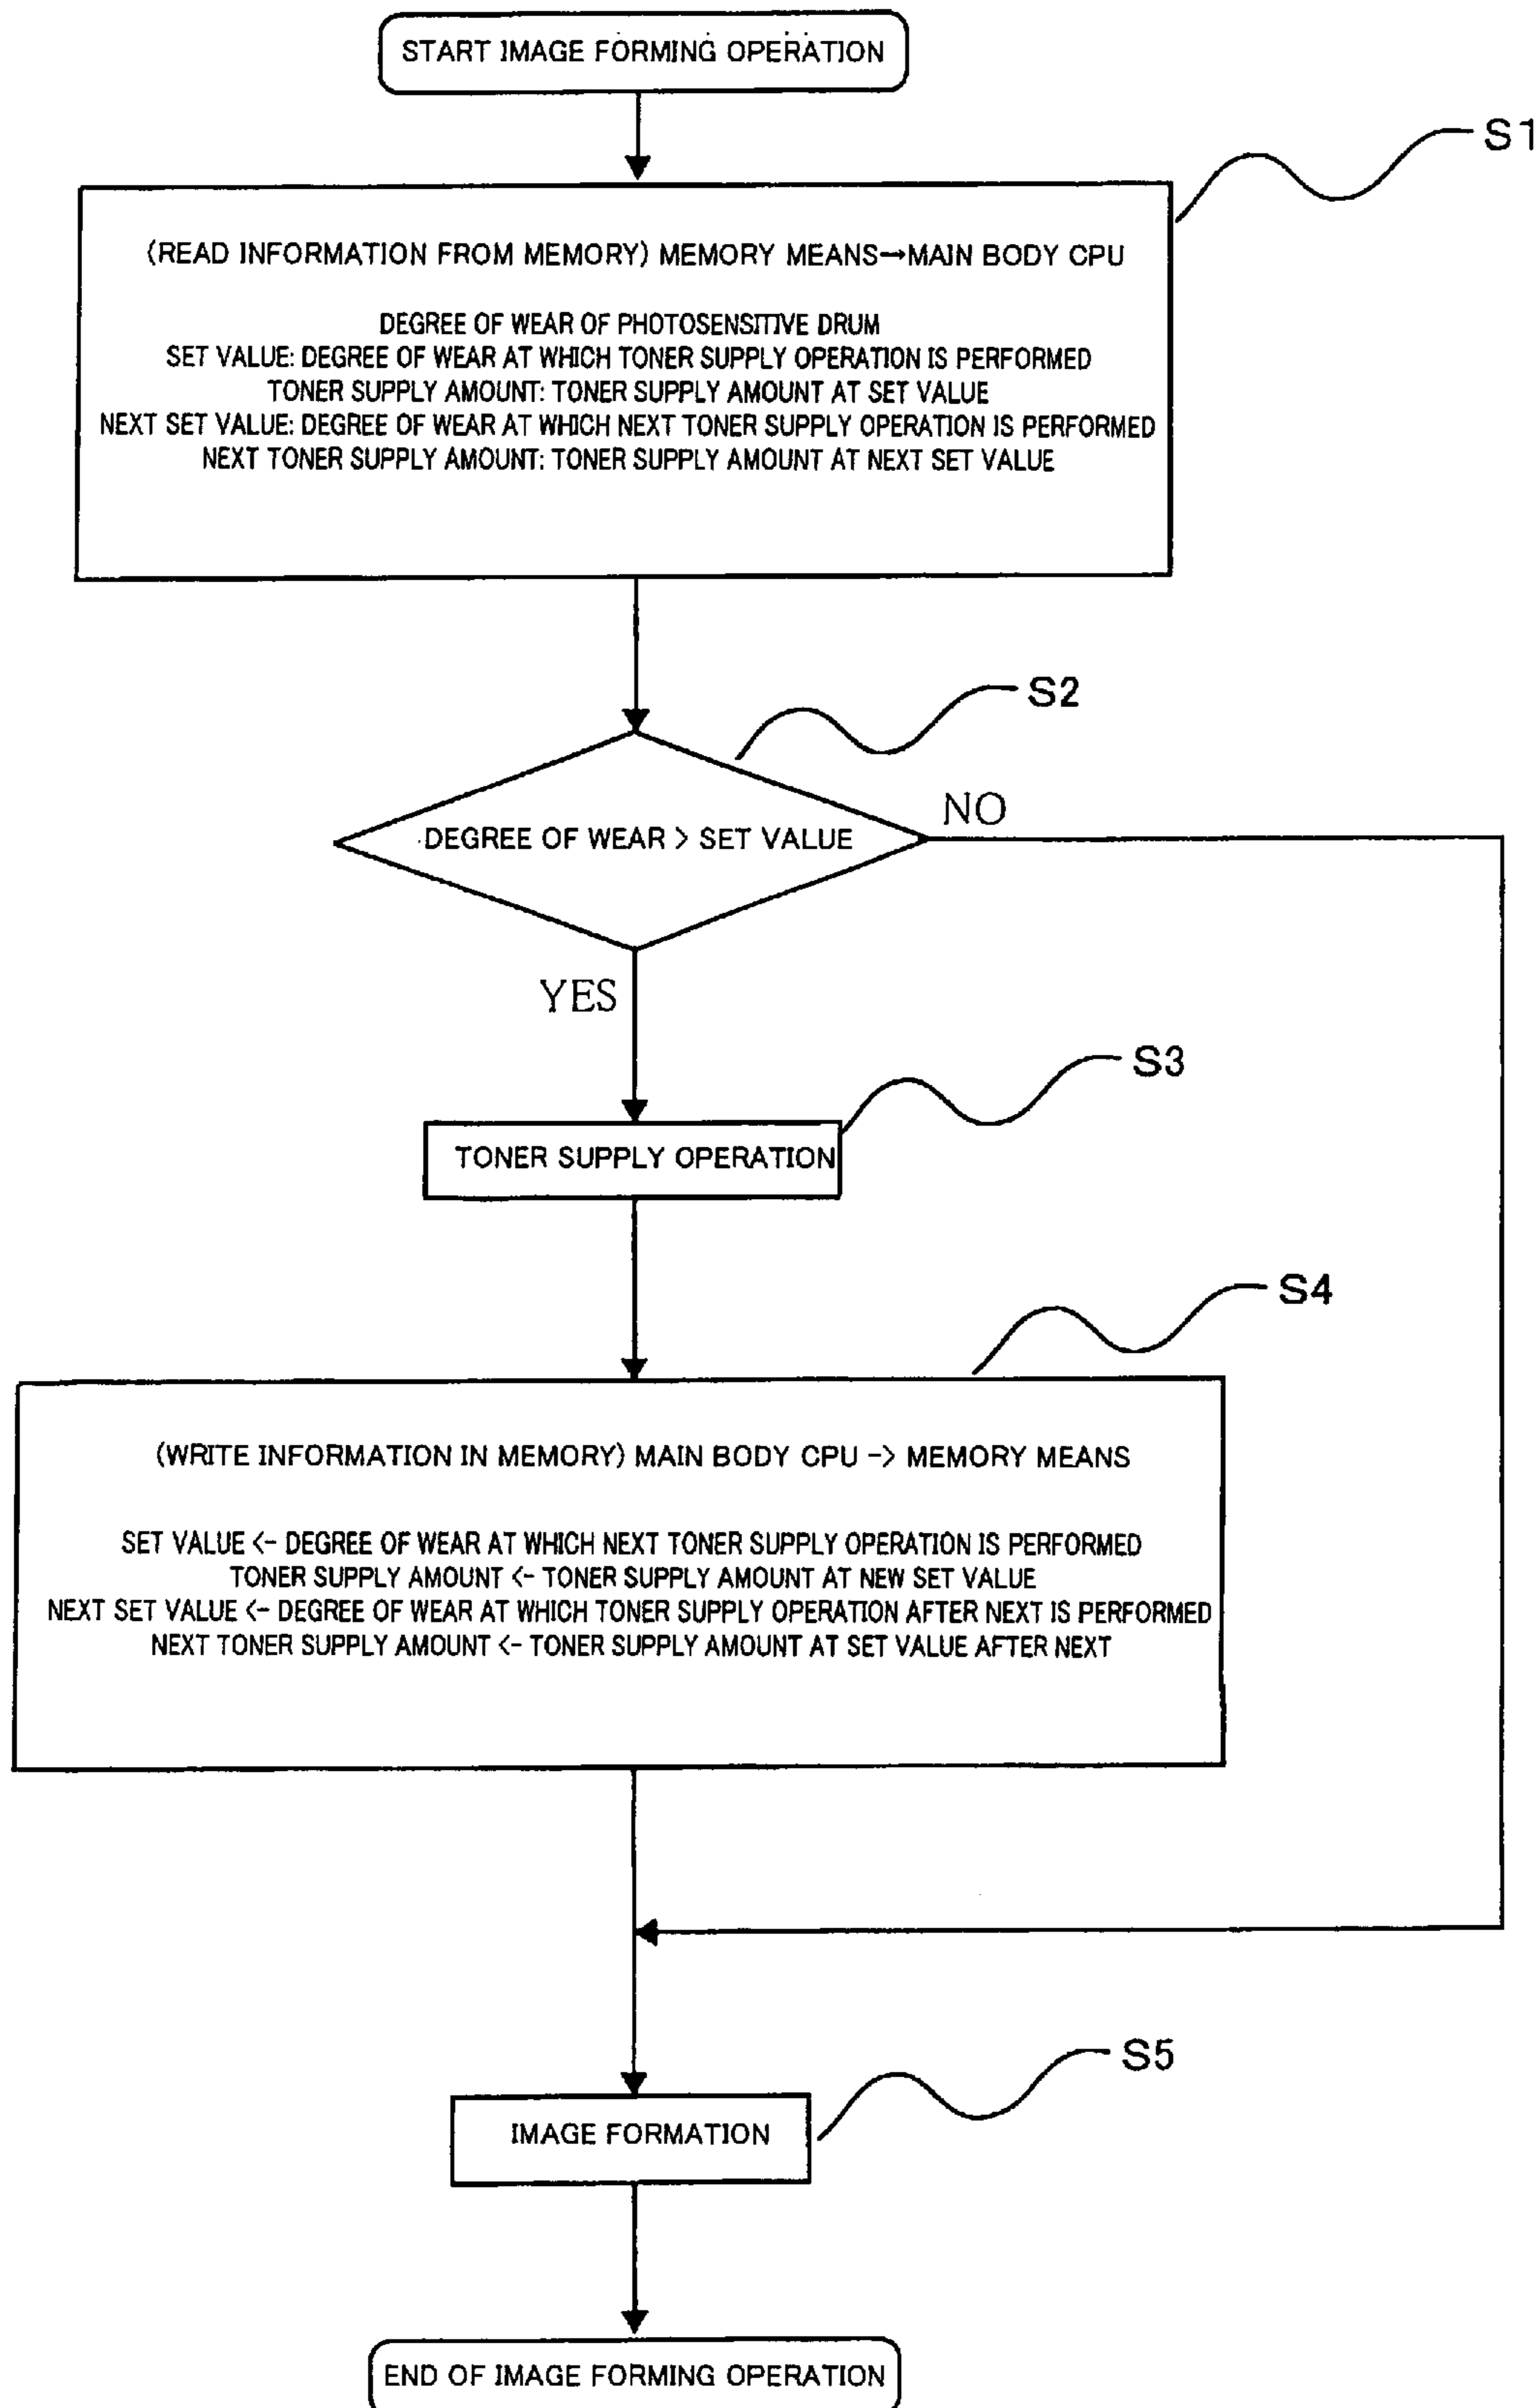 START IMAGE FORMING OPERATION
S1
(READ INFORMATION FROM MEMORY) MEMORY MEANS→MAIN BODY CPU
DEGREE OF WEAR OF PHOTOSENSITIVE DRUM
SET VALUE: DEGREE OF WEAR AT WHICH TONER SUPPLY OPERATION IS PERFORMED
TONER SUPPLY AMOUNT: TONER SUPPLY AMOUNT AT SET VALUE
NEXT SET VALUE: DEGREE OF WEAR AT WHICH NEXT TONER SUPPLY OPERATION IS PERFORMED
NEXT TONER SUPPLY AMOUNT: TONER SUPPLY AMOUNT AT NEXT SET VALUE
S2
NO
DEGREE OF WEAR > SET VALUE
YES
S3
TONER SUPPLY OPERATION
S4
(WRITE INFORMATION IN MEMORY) MAIN BODY CPU -> MEMORY MEANS
SET VALUE <- DEGREE OF WEAR AT WHICH NEXT TONER SUPPLY OPERATION IS PERFORMED
TONER SUPPLY AMOUNT <- TONER SUPPLY AMOUNT AT NEW SET VALUE
NEXT SET VALUE <- DEGREE OF WEAR AT WHICH TONER SUPPLY OPERATION AFTER NEXT IS PERFORMED
NEXT TONER SUPPLY AMOUNT <- TONER SUPPLY AMOUNT AT SET VALUE AFTER NEXT
S5
IMAGE FORMATION
END OF IMAGE FORMING OPERATION